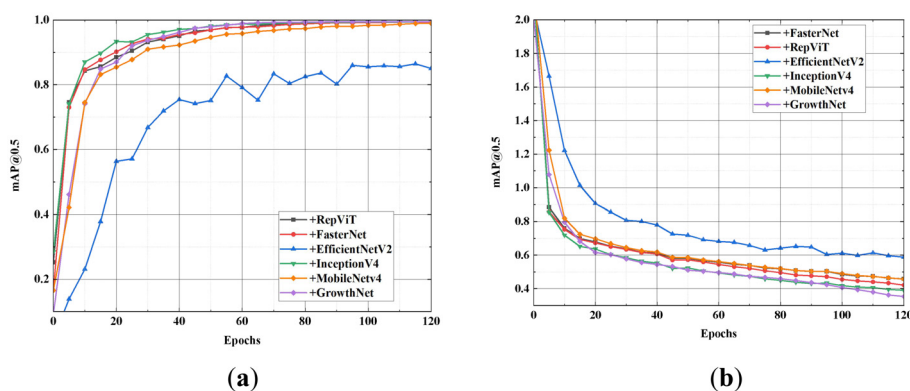 1.0
0.8
0.6
0.4
0.2
mAP@0.5
0 20 40 60 80 100 120
Epochs
+RepViT
+FasterNet
+EfficientNetV2
+InceptionV4
+MobileNetv4
+GrowthNet
(a)
2.0
1.8
1.6
1.4
1.2
1.0
0.8
0.6
0.4
mAP@0.5
0 20 40 60 80 100 120
Epochs
+FasterNet
+RepViT
+EfficientNetV2
+InceptionV4
+MobileNetv4
+GrowthNet
(b)